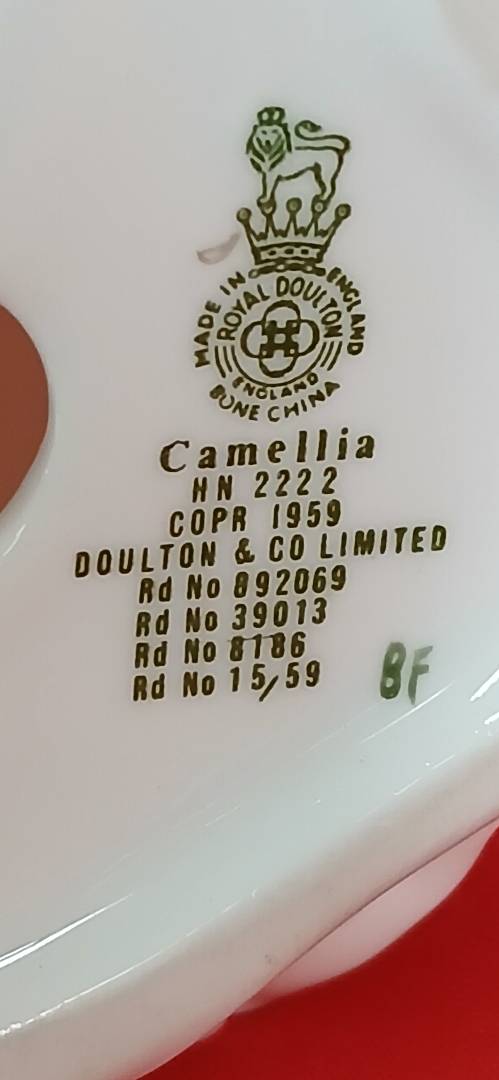 MADE IN ENGLAND
ROYAL DOULTON
ENGLAND
BONE CHINA
Camellia
HN 2222
COPR 1959
DOULTON & CO LIMITED
Rd No 892069
Rd No 39013
Rd No 8186
Rd No 15/59
BF